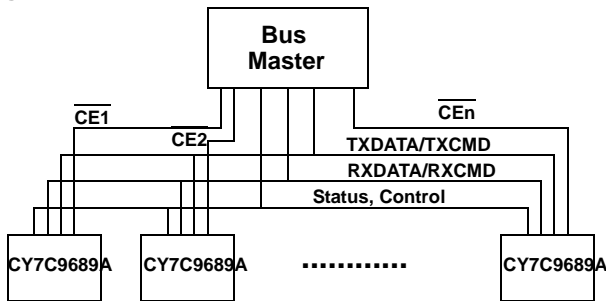 Bus
Master
CE1
CE2
CEn
TXDATA/TXCMD
RXDATA/RXCMD
Status, Control
CY7C9689A
CY7C9689A
CY7C9689A